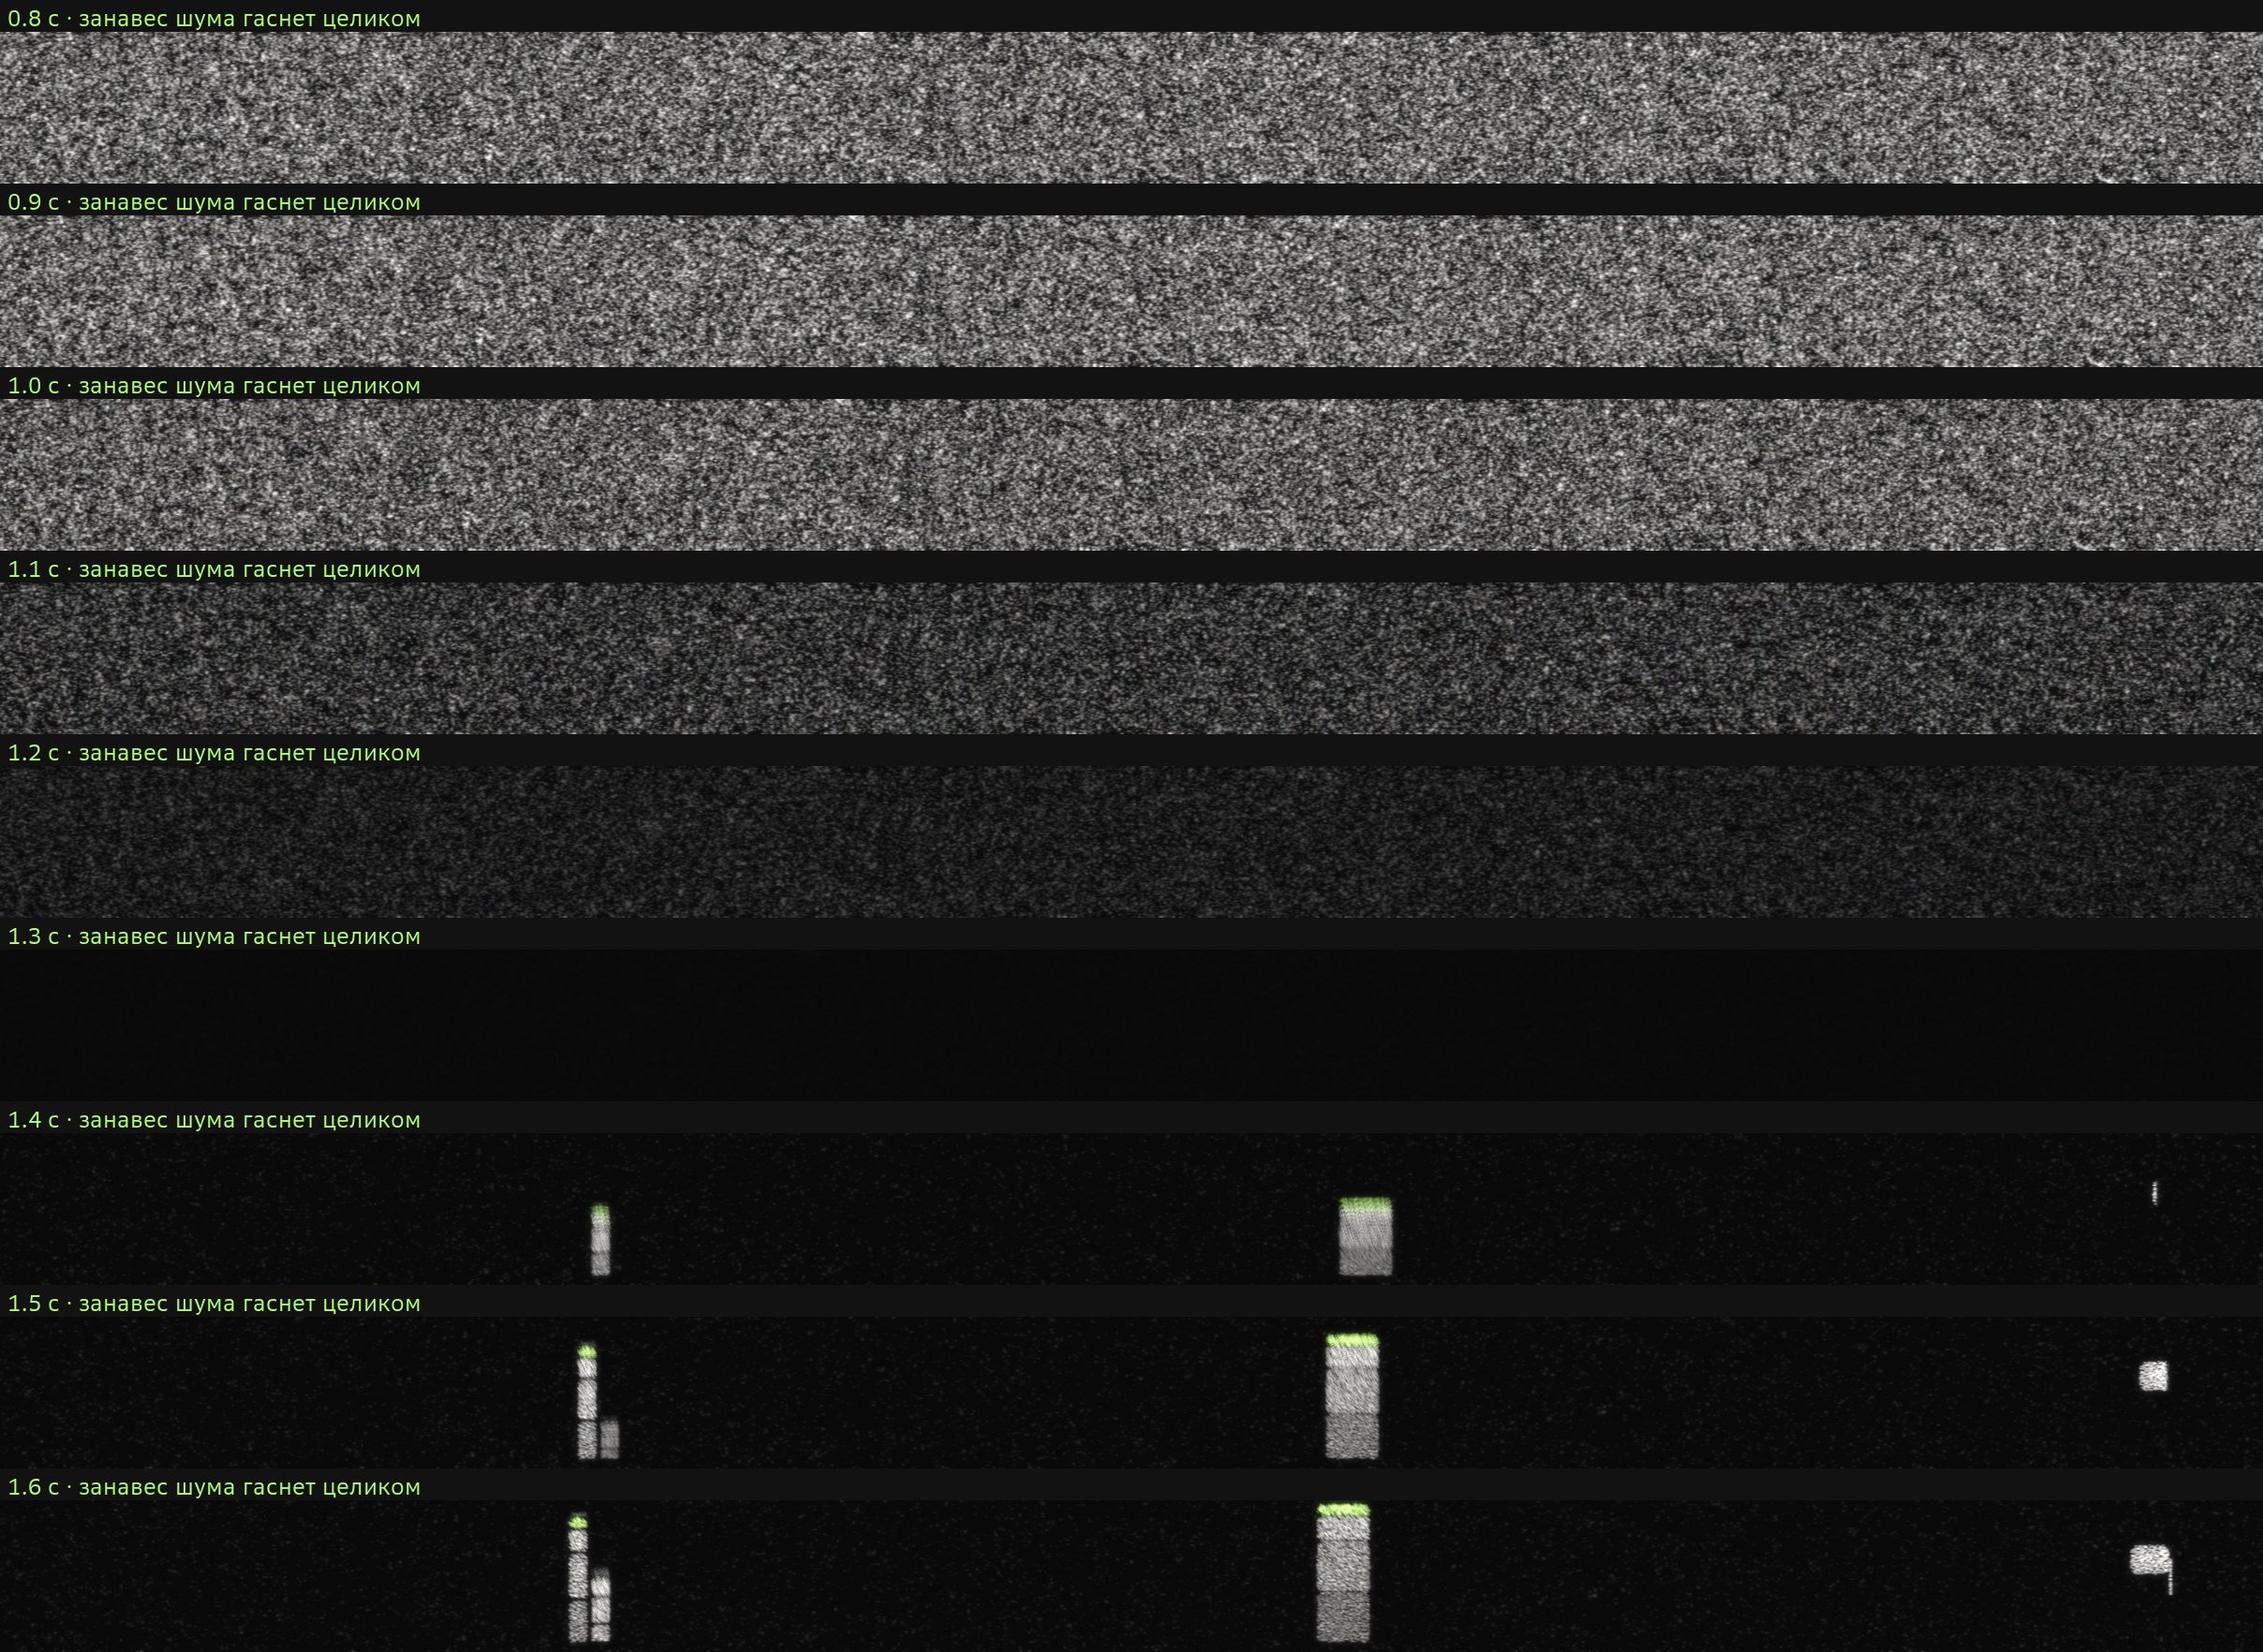 0.8 с · занавес шума гаснет целиком
0.9 с · занавес шума гаснет целиком
1.0 с · занавес шума гаснет целиком
1.1 с · занавес шума гаснет целиком
1.2 с · занавес шума гаснет целиком
1.3 с · занавес шума гаснет целиком
1.4 с · занавес шума гаснет целиком
1.5 с · занавес шума гаснет целиком
1.6 с · занавес шума гаснет целиком